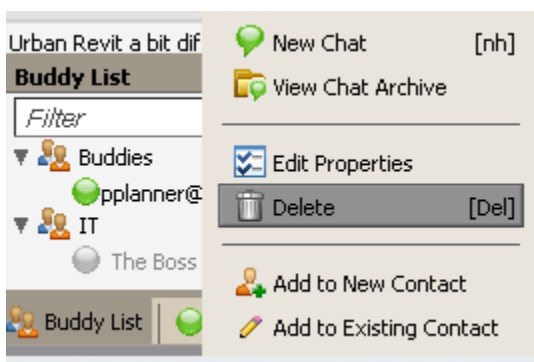 Urban Revit a bit dif
Buddy List
Filter
Buddies
pplanner@
IT
The Boss
Buddy List
New Chat [nh]
View Chat Archive
Edit Properties
Delete [Del]
Add to New Contact
Add to Existing Contact